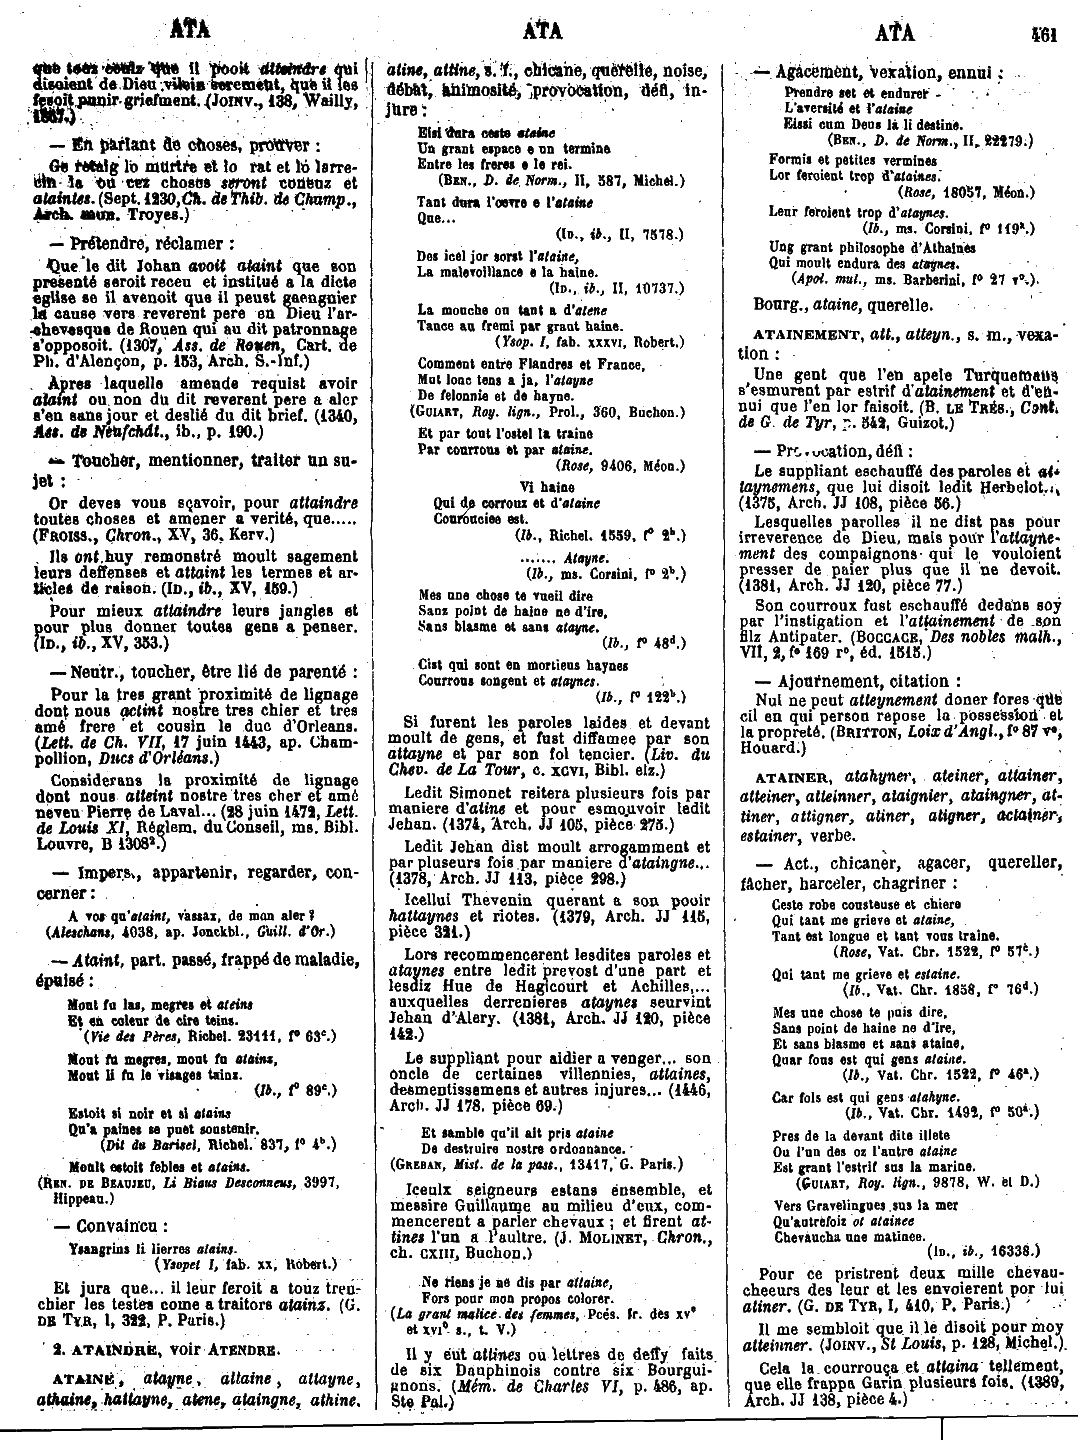 ATA
ATA
ATA
461
que tous ceulz que il pooit atteindre qui
disoient de Dieu vilein serement, que il les
fesoit punir griefment. (JOINV., 138, Wailly,
1867.)
— En parlant de choses, prouver :
Ge retaig lo murtre et lo rat et lo larre-
cin la ou cez choses seront conenz et
ataintes. (Sept. 1230, Ch. de Thib. de Champ.,
Arch. mun. Troyes.)
— Prétendre, réclamer :
Que le dit Johan avoit ataint que son
presenté seroit receu et institué a la dicte
eglise se il avenoit que il peust gaengnier
la cause vers reverent pere en Dieu l'ar-
chevesque de Rouen qui au dit patronnage
s'opposoit. (1307, Ass. de Rouen, Cart. de
Ph. d'Alençon, p. 153, Arch. S.-Inf.)
Apres laquelle amende requist avoir
ataint ou non du dit reverent pere a aler
s'en sans jour et deslié du dit brief. (1340,
Ass. de Neufchât., ib., p. 190.)
— Toucher, mentionner, traiter un su-
jet :
Or deves vous sçavoir, pour attaindre
toutes choses et amener a verité, que.....
(FROISS., Chron., XV, 36, Kerv.)
Ils ont huy remonstré moult sagement
leurs deffenses et attaint les termes et ar-
ticles de raison. (ID., ib., XV, 159.)
Pour mieux attaindre leurs jangles et
pour plus donner toutes gens a penser.
(ID., ib., XV, 353.)
— Neutr., toucher, être lié de parenté :
Pour la tres grant proximité de lignage
dont nous actint nostre tres chier et tres
amé frere et cousin le duc d'Orleans.
(Lett. de Ch. VII, 17 juin 1443, ap. Cham-
pollion, Ducs d'Orléans.)
Considerans la proximité de lignage
dont nous atteint nostre tres cher et amé
neveu Pierre de Laval... (28 juin 1472, Lett.
de Louis XI, Réglem. du Conseil, ms. Bibl.
Louvre, B 1308².)
— Impers., appartenir, regarder, con-
cerner :
A vos qu'ataint, vassax, de mon aler ?
(Aleschans, 4038, ap. Jonckbl., Guill. d'Or.)
— Ataint, part. passé, frappé de maladie,
épuisé :
Mout fu las, megres et ateins
Et en coleur de cire teins.
(Vie des Pères, Richel. 23111, f° 63ᶜ.)
Mout fu megres, mout fu atains,
Mout li fu le visages tainz.
(Ib., f° 89ᶜ.)
Estoit si noir et si atains
Qu'a paines se puet soustenir.
(Dit du Barisel, Richel. 837, f° 4ᵇ.)
Moult estoit febles et atains.
(REN. DE BEAUJEU, Li Biaus Desconneus, 3997,
Hippeau.)
— Convaincu :
Ysangrins li lierres atains.
(Ysopet I, fab. XX, Robert.)
Et jura que... il leur feroit a touz tren-
chier les testes come a traitors atainz. (G.
DE TYR, I, 322, P. Paris.)
2. ATAINDRE, voir ATENDRE.
ATAINE, atayne, attaine, attayne,
athaine, hattayne, atene, ataingne, athine,
atine, attine, s. f., chicane, querelle, noise,
débat, animosité, provocation, défi, in-
jure :
Eisi dura ceste ataine
Un grant espace e un termine
Entre les freres e le rei.
(BEN., D. de Norm., II, 587, Michel.)
Tant dura l'ovre e l'ataine
Que...
(ID., ib., II, 7578.)
Des icel jor sorst l'ataine,
La malevoillance e la haine.
(ID., ib., II, 10737.)
La mouche ou tant a d'atene
Tance au fremi par grant haine.
(Ysop. I, fab. XXXVI, Robert.)
Comment entre Flandres et France,
Mut lonc tens a ja, l'atayne
De felonnie et de hayne.
(GUIART, Roy. lign., Prol., 360, Buchon.)
Et par tout l'ostel la traine
Par courrous et par ataine.
(Rose, 9406, Méon.)
Vi haine
Qui de corroux et d'ataine
Courouciee est.
(Ib., Richel. 1559, f° 2ᵇ.)
....... Atayne.
(Ib., ms. Corsini, f° 2ᵇ.)
Mes une chose te vueil dire
Sanz point de haine ne d'ire,
Sans blasme et sans atayne.
(Ib., f° 48ᵈ.)
Cist qui sont en mortieus haynes
Courrous songent et ataynes.
(Ib., f° 122ᵇ.)
Si furent les paroles laides et devant
moult de gens, et fust diffamee par son
attayne et par son fol tencier. (Liv. du
Chev. de La Tour, c. XCVI, Bibl. elz.)
Ledit Simonet reitera plusieurs fois par
maniere d'atine et pour esmouvoir ledit
Jehan. (1374, Arch. JJ 105, pièce 275.)
Ledit Jehan dist moult arrogamment et
par pluseurs fois par maniere d'ataingne...
(1378, Arch. JJ 113, pièce 298.)
Icellui Thevenin querant a son pooir
hattaynes et riotes. (1379, Arch. JJ 115,
pièce 321.)
Lors recommencerent lesdites paroles et
ataynes entre ledit prevost d'une part et
lesdiz Hue de Hagicourt et Achilles,...
auxquelles derrenieres ataynes seurvint
Jehan d'Alery. (1381, Arch. JJ 120, pièce
142.)
Le suppliant pour aidier a venger... son
oncle de certaines villennies, attaines,
desmentissemens et autres injures... (1446,
Arch. JJ 178, pièce 69.)
Et samble qu'il ait pris ataine
De destruire nostre ordonnance.
(GREBAN, Mist. de la pass., 13417, G. Paris.)
Iceulx seigneurs estans ensemble, et
messire Guillaume au milieu d'eux, com-
mencerent a parler chevaux ; et firent at-
tines l'un a l'aultre. (J. MOLINET, Chron.,
ch. CXIII, Buchon.)
Ne riens je ne dis par attaine,
Fors pour mon propos colorer.
(La grant malice des femmes, Poés. fr. des XVᵉ
et XVIᵉ s., t. V.)
Il y eut attines ou lettres de deffy faits
de six Dauphinois contre six Bourgui-
gnons. (Mém. de Charles VI, p. 486, ap.
Ste Pal.)
— Agacement, vexation, ennui :
Prendre set et endurer
L'aversité et l'ataine
Eissi cum Deus la li destine.
(BEN., D. de Norm., II, 22279.)
Formis et petites vermines
Lor feroient trop d'ataines.
(Rose, 18057, Méon.)
Leur feroient trop d'ataynes.
(Ib., ms. Corsini, f° 119ᵃ.)
Ung grant philosophe d'Athaines
Qui moult endura des ataynes.
(Apol. mul., ms. Barberini, f° 27 v°.)
Bourg., ataine, querelle.
ATAINEMENT, att., atteyn., s. m., vexa-
tion :
Une gent que l'en apele Turquemans
s'esmurent par estrif d'atainement et d'en-
nui que l'en lor faisoit. (B. LE TRÉS., Cont.
de G. de Tyr, p. 542, Guizot.)
— Provocation, défi :
Le suppliant eschauffé des paroles et at-
taynemens, que lui disoit ledit Herbelot...
(1375, Arch. JJ 108, pièce 56.)
Lesquelles parolles il ne dist pas pour
irreverence de Dieu, mais pour l'attayne-
ment des compaignons qui le vouloient
presser de paier plus que il ne devoit.
(1381, Arch. JJ 120, pièce 77.)
Son courroux fust eschauffé dedans soy
par l'instigation et l'attainement de son
filz Antipater. (BOCCACE, Des nobles malh.,
VII, 2, f° 169 r°, éd. 1515.)
— Ajournement, citation :
Nul ne peut atteynement doner fores que
cil en qui person repose la possession et
la propreté. (BRITTON, Loix d'Angl., f° 87 v°,
Houard.)
ATAINER, atahyner, ateiner, attainer,
atteiner, atteinner, ataignier, ataingner, at-
tiner, attigner, atiner, atigner, actainer,
estainer, verbe.
— Act., chicaner, agacer, quereller,
fâcher, harceler, chagriner :
Ceste robe cousteuse et chiere
Qui tant me grieve et ataine,
Tant est longue et tant vous traine.
(Rose, Vat. Chr. 1522, f° 57ᶜ.)
Qui tant me grieve et estaine.
(Ib., Vat. Chr. 1858, f° 76ᵈ.)
Mes une chose te puis dire,
Sans point de haine ne d'Ire,
Et sans blasme et sans ataine,
Quar fous est qui gens ataine.
(Ib., Vat. Chr. 1522, f° 46ᵃ.)
Car fols est qui gens atahyne.
(Ib., Vat. Chr. 1492, f° 50ᵈ.)
Pres de la devant dite illete
Ou l'un des oz l'autre ataine
Est grant l'estrif sus la marine.
(GUIART, Roy. lign., 9878, W. et D.)
Vers Gravelingues sus la mer
Qu'autrefoiz ot atainee
Chevaucha une matinee.
(ID., ib., 16338.)
Pour ce pristrent deux mille chevau-
cheeurs des leur et les envoierent por lui
atiner. (G. DE TYR, I, 410, P. Paris.)
Il me sembloit que il le disoit pour moy
atteinner. (JOINV., St Louis, p. 128, Michel.)
Cela la courrouça et attaina tellement,
que elle frappa Garin plusieurs fois. (1389,
Arch. JJ 138, pièce 4.)